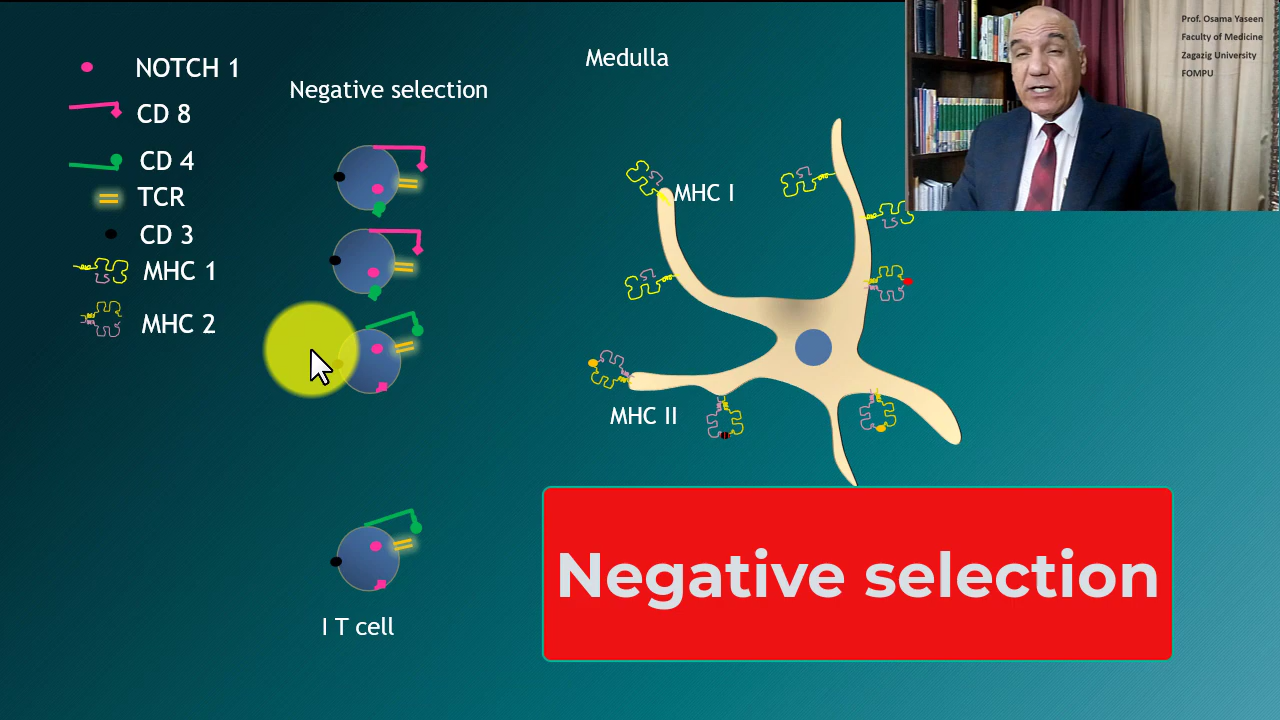 NOTCH 1
CD 8
CD 4
TCR
CD 3
MHC 1
MHC 2
Negative selection
Medulla
MHC I
MHC II
I T cell
Negative selection
Prof. Osama Yaseen
Faculty of Medicine
Zagazig University
FOMPU